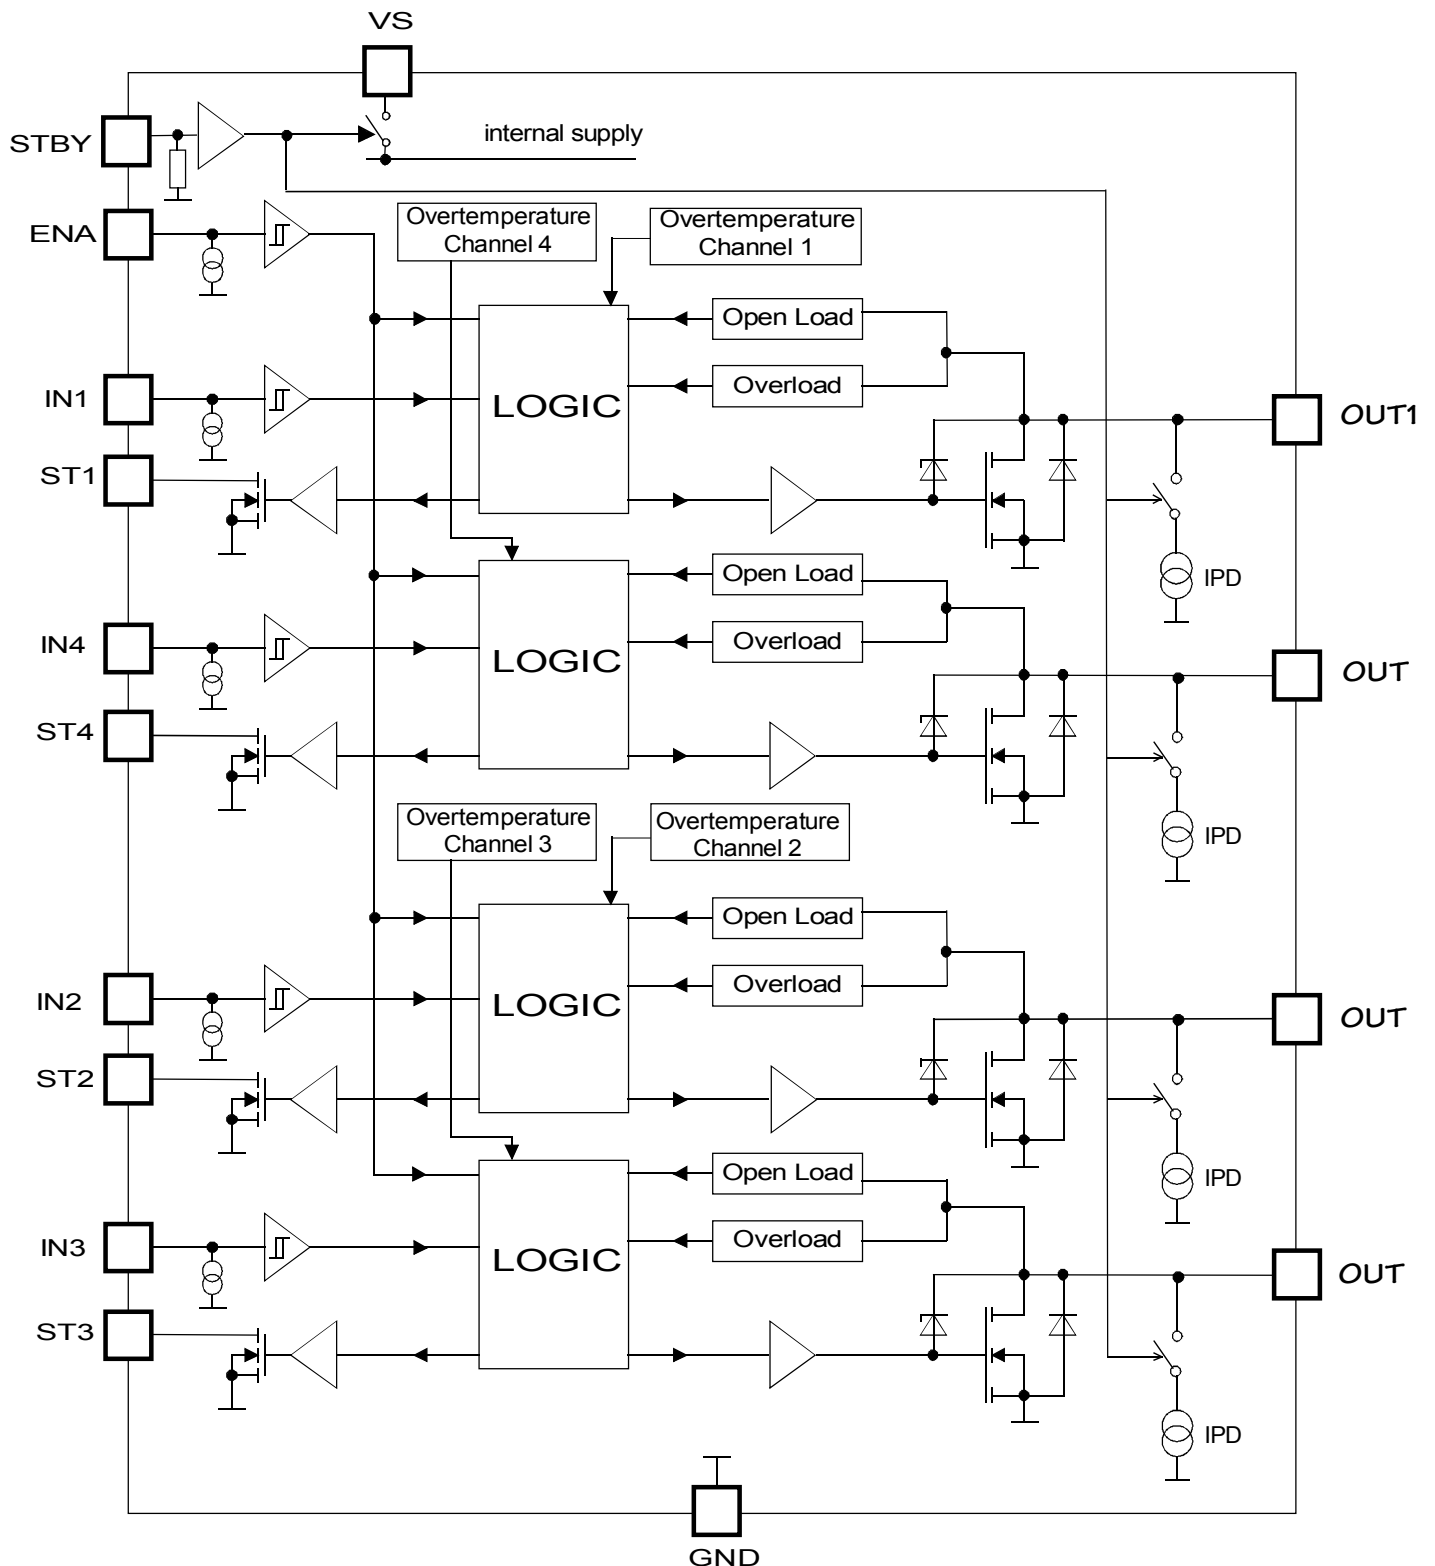 VS
STBY
internal supply
ENA
Overtemperature
Channel 4
Overtemperature
Channel 1
Open Load
IN1
LOGIC
Overload
OUT1
ST1
Open Load
IPD
IN4
LOGIC
Overload
OUT
ST4
Overtemperature
Channel 3
Overtemperature
Channel 2
IPD
Open Load
IN2
LOGIC
Overload
OUT
ST2
Open Load
IPD
IN3
LOGIC
Overload
OUT
ST3
IPD
GND